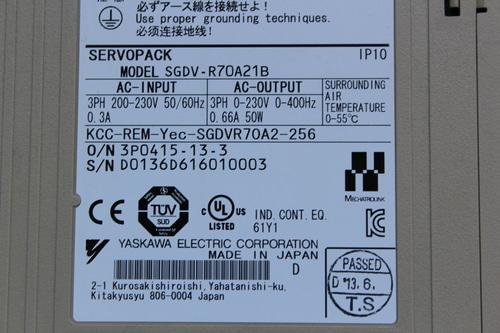 必ずアース線を接続せよ!
Use proper grounding techniques.
必须连接地线!
SERVOPACK IP10
MODEL SGDV-R70A21B
AC-INPUT AC-OUTPUT SURROUNDING
AIR
TEMPERATURE
0-55℃
3PH 200-230V 50/60Hz 3PH 0-230V 0-400Hz
0.3A 0.66A 50W
KCC-REM-Yec-SGDVR70A2-256
O/N 3P0415-13-3
S/N D0136D616010003
MECHATROLINK
CE TÜV SUD C UL US LISTED IND. CONT. EQ.
61Y1
YASKAWA ELECTRIC CORPORATION
MADE IN JAPAN
D
2-1 Kurosakishiroishi, Yahatanishi-ku,
Kitakyusyu 806-0004 Japan
PASSED
D '13.6.
T.S.